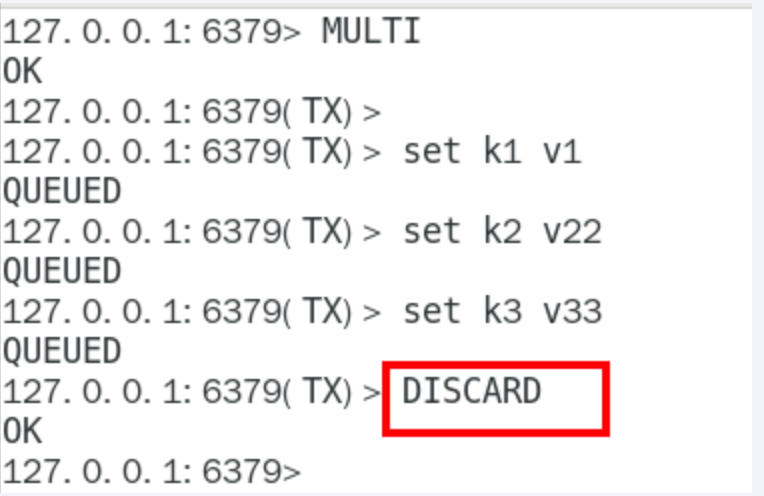 127.0.0.1:6379> MULTI
OK
127.0.0.1:6379(TX)>
127.0.0.1:6379(TX)> set k1 v1
QUEUED
127.0.0.1:6379(TX)> set k2 v22
QUEUED
127.0.0.1:6379(TX)> set k3 v33
QUEUED
127.0.0.1:6379(TX)> DISCARD
OK
127.0.0.1:6379>